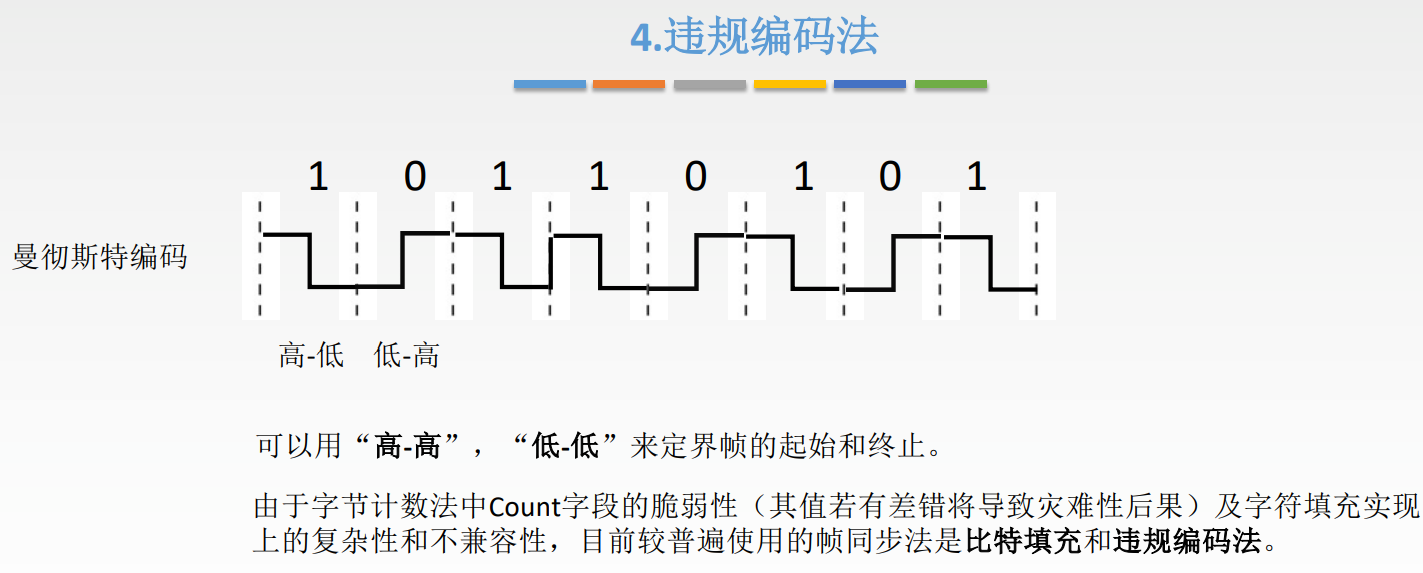 4.违规编码法
1 0 1 1 0 1 0 1
曼彻斯特编码
高-低 低-高
可以用“高-高”，“低-低”来定界帧的起始和终止。
由于字节计数法中Count字段的脆弱性（其值若有差错将导致灾难性后果）及字符填充实现
上的复杂性和不兼容性，目前较普遍使用的帧同步法是比特填充和违规编码法。